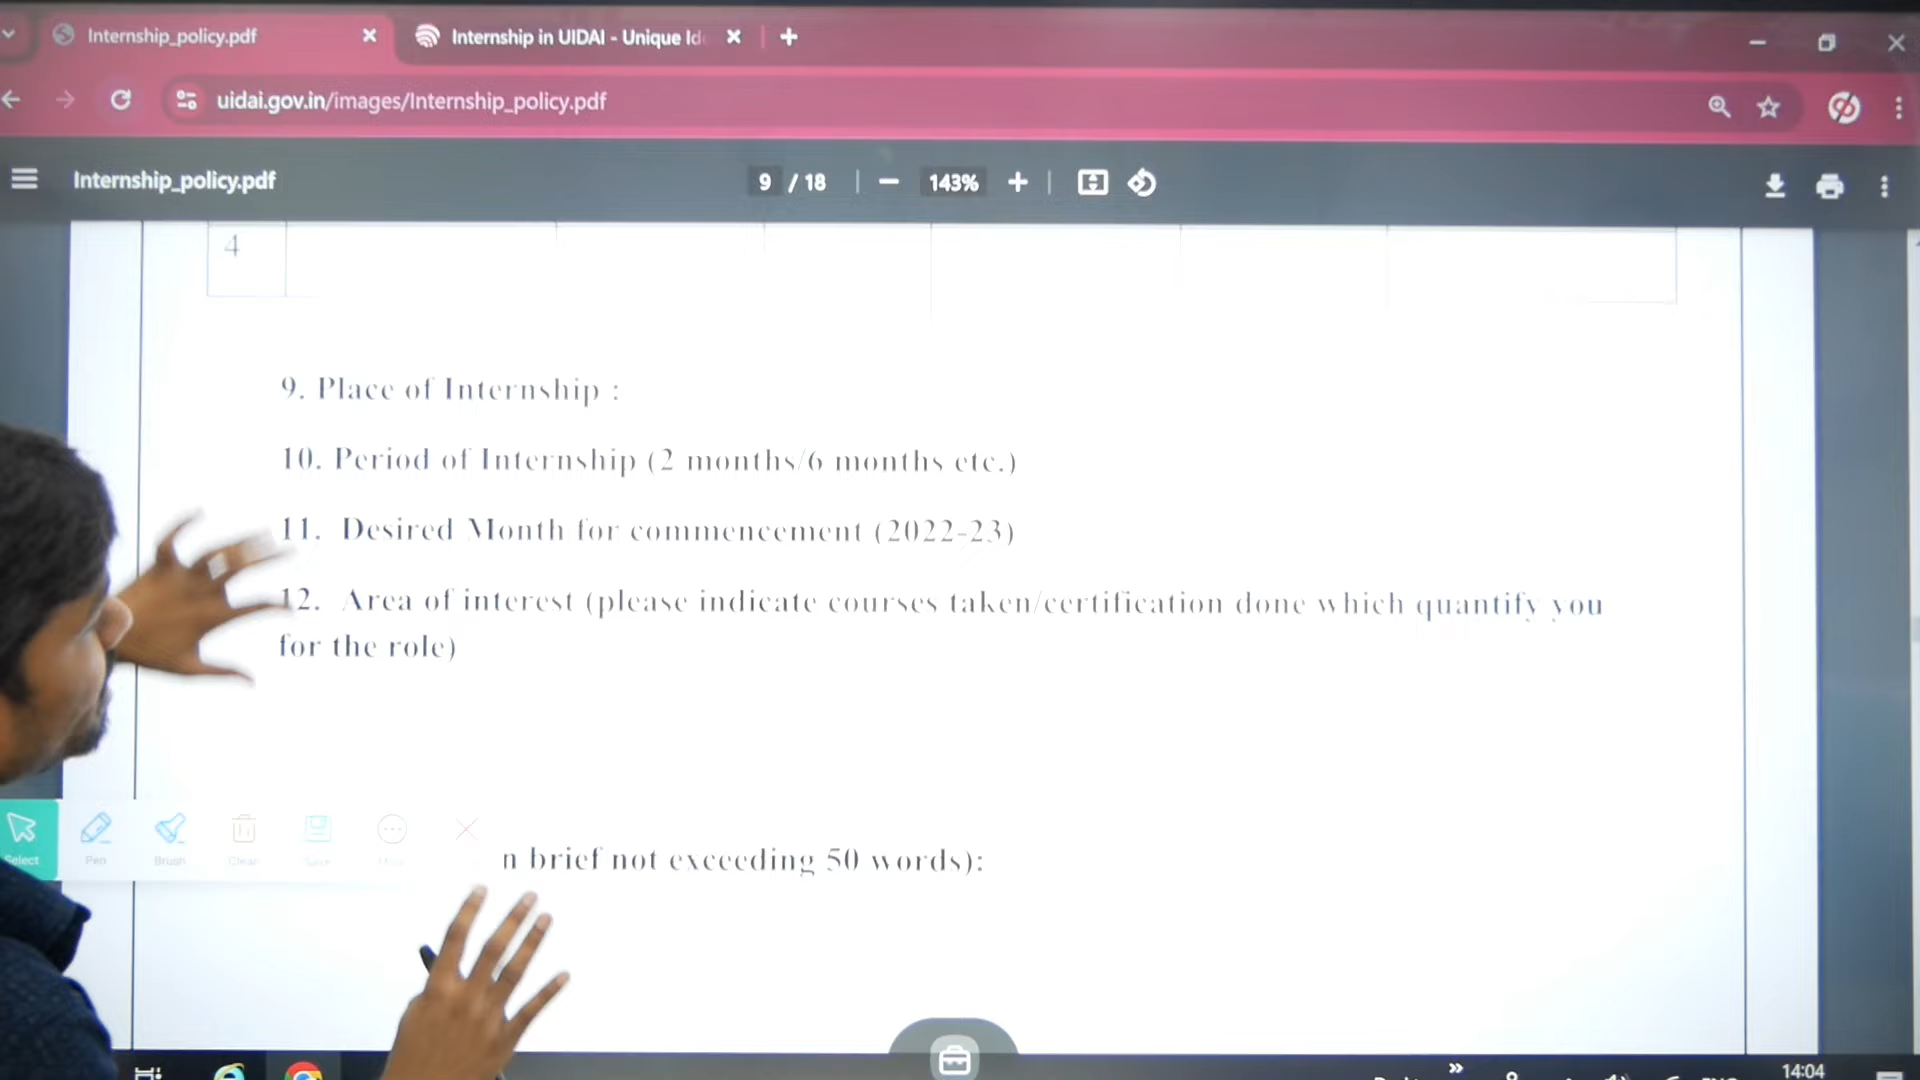 Internship_policy.pdf
Internship in UIDAI - Unique Id
uidai.gov.in/images/Internship_policy.pdf
Internship_policy.pdf
9 / 18
143%
4
9. Place of Internship :
10. Period of Internship (2 months/6 months etc.)
11. Desired Month for commencement (2022-23)
12. Area of interest (please indicate courses taken/certification done which quantify you
for the role)
Select Pen Brush Clean Save More
n brief not exceeding 50 words):
14:04